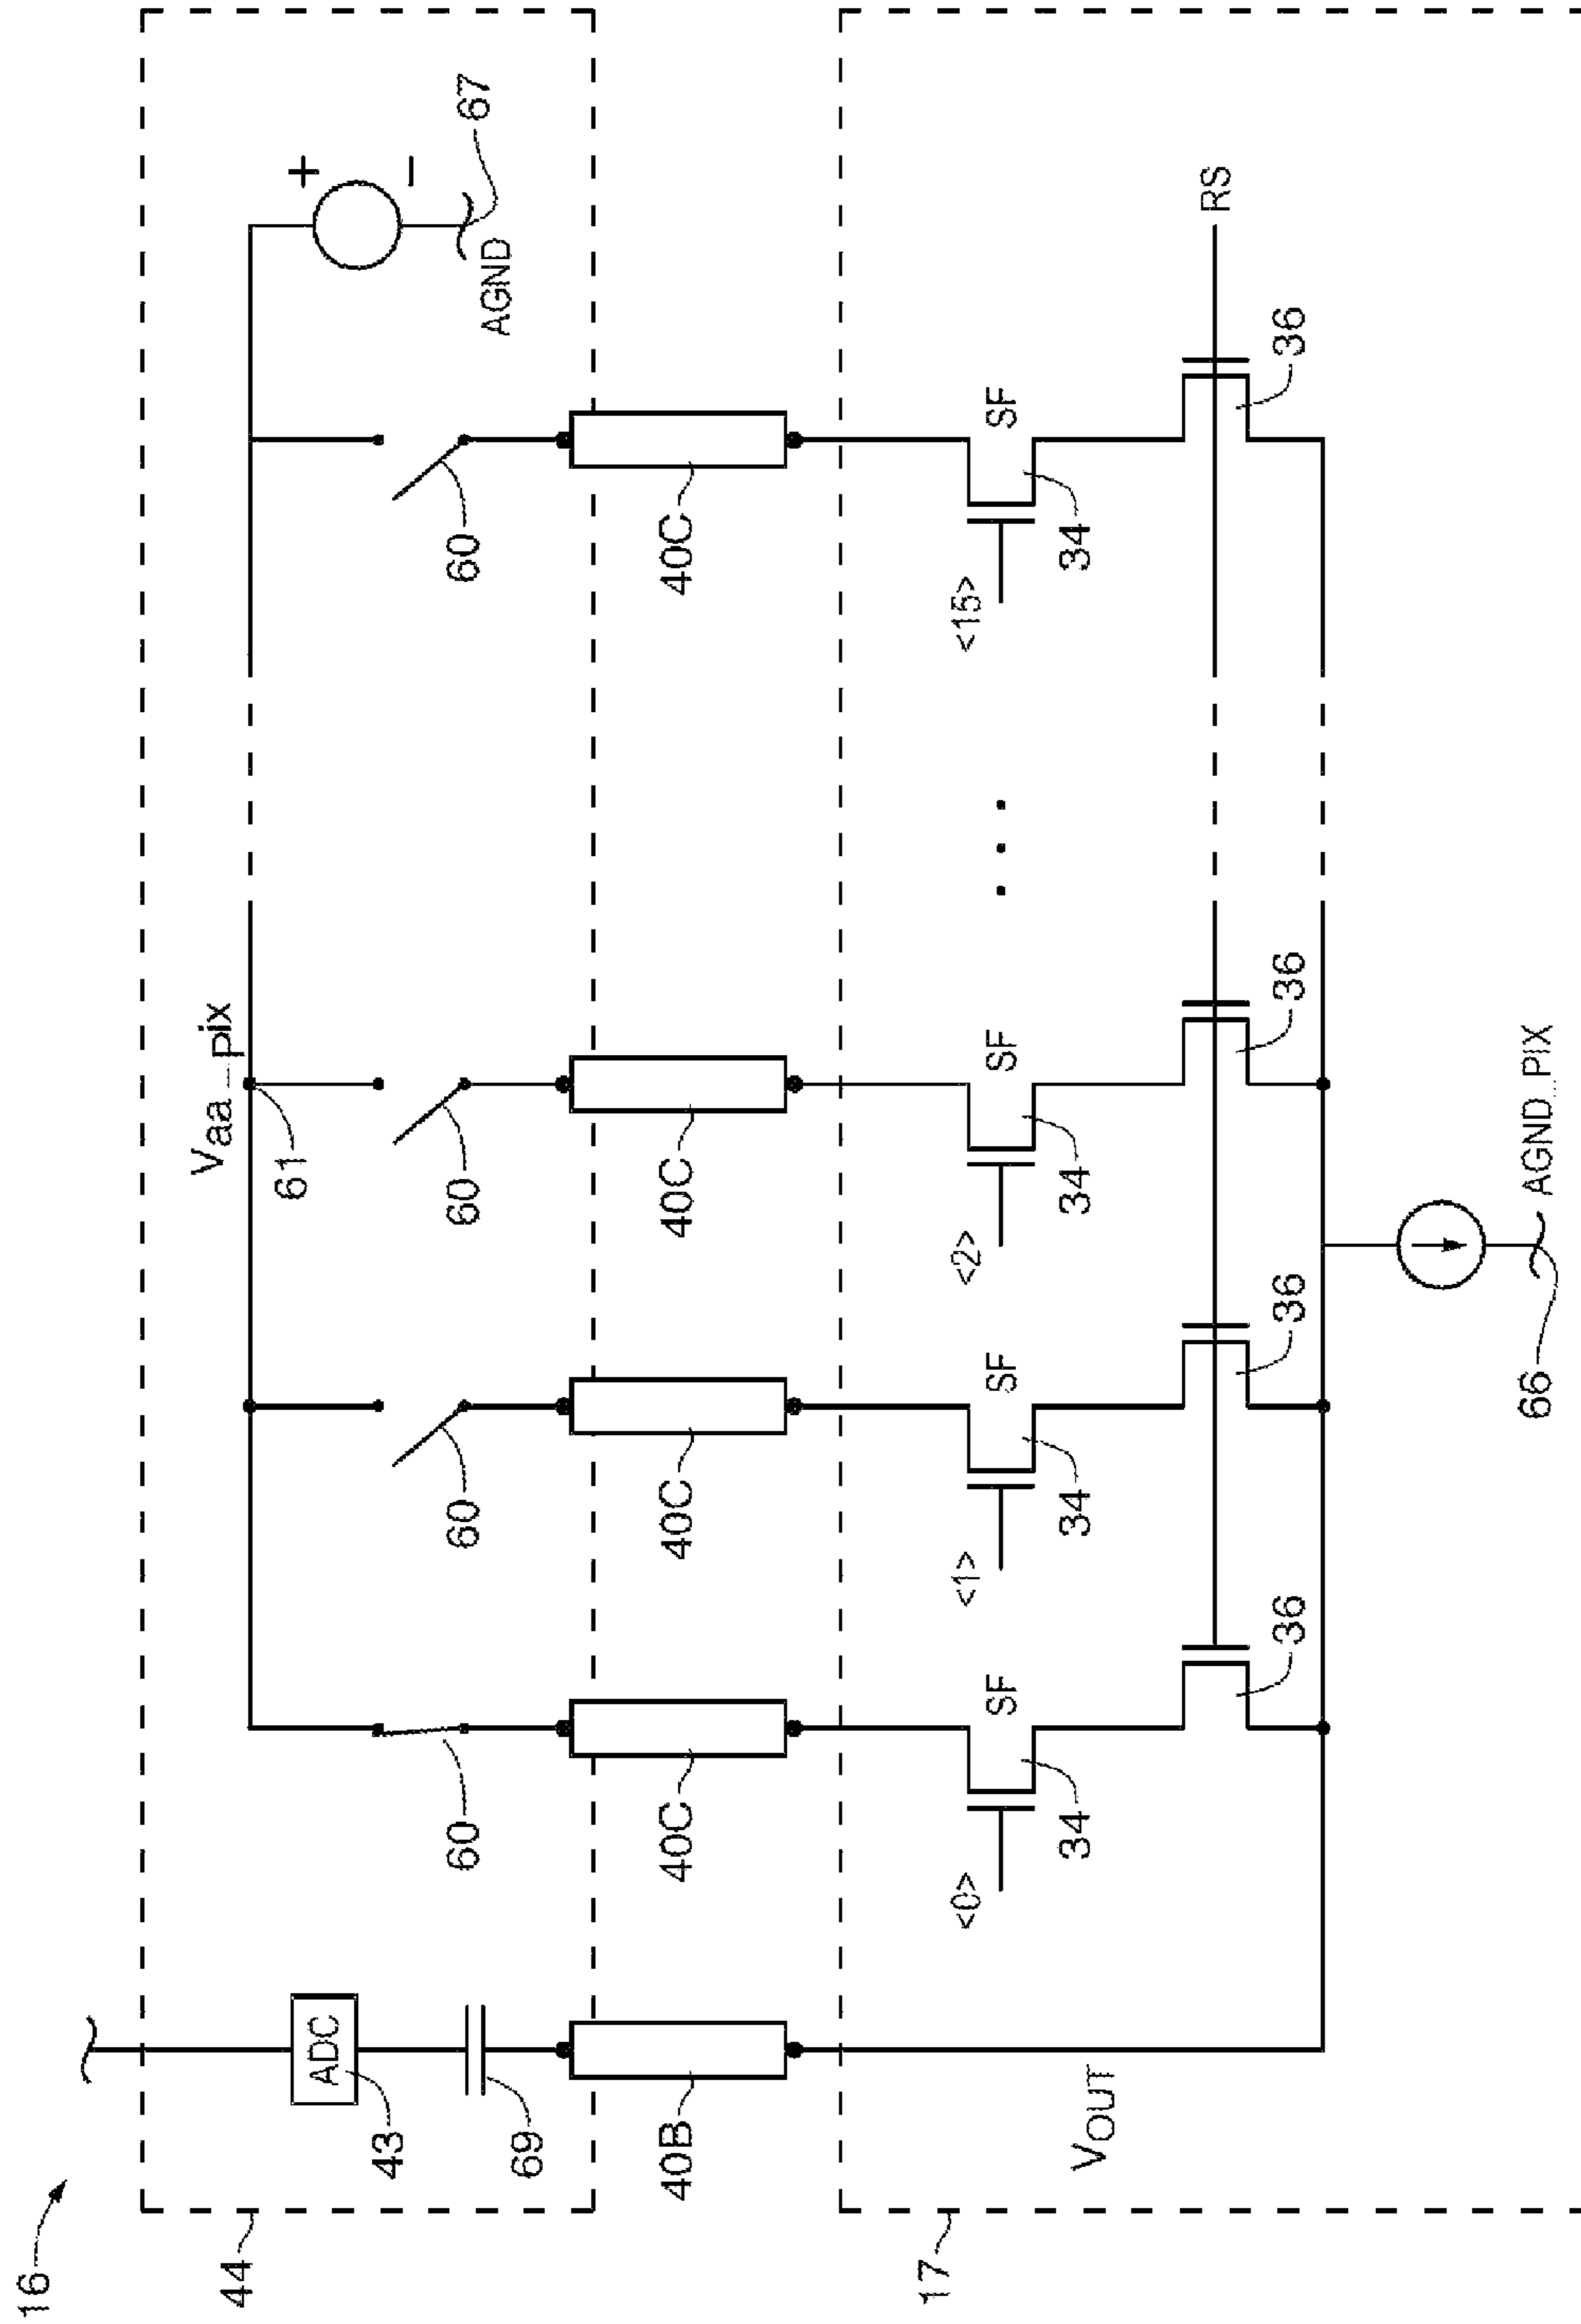 16
44
ADC
43
69
Vaa_pix
61
+
−
AGND
67
60
60
60
60
40B
40C
40C
40C
40C
17
VOUT
<0>
SF
34
<1>
SF
34
<2>
SF
34
. . .
<15>
SF
34
36
36
36
36
RS
66
AGND_PIX